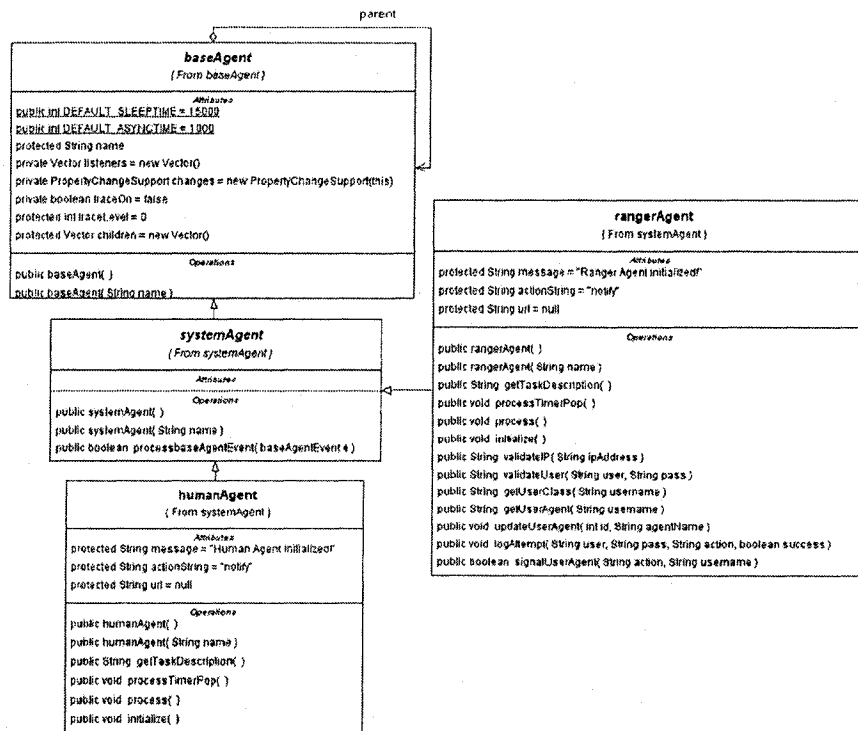 parent
baseAgent
{ From baseAgent }
Attributes
public int DEFAULT_SLEEPTIME = 15000
public int DEFAULT_ASYNCTIME = 1000
protected String name
private Vector listeners = new Vector()
private PropertyChangeSupport changes = new PropertyChangeSupport(this)
private boolean traceOn = false
protected int traceLevel = 0
protected Vector children = new Vector()
Operations
public baseAgent( )
public baseAgent( String name )
systemAgent
{ From systemAgent }
Attributes
Operations
public systemAgent( )
public systemAgent( String name )
public boolean processbaseAgentEvent( baseAgentEvent e )
humanAgent
{ From systemAgent }
Attributes
protected String message = "Human Agent initialized!"
protected String actionString = "notify"
protected String url = null
Operations
public humanAgent( )
public humanAgent( String name )
public String getTaskDescription( )
public void processTimerPop( )
public void process( )
public void initialize( )
rangerAgent
{ From systemAgent }
Attributes
protected String message = "Ranger Agent initialized!"
protected String actionString = "notify"
protected String url = null
Operations
public rangerAgent( )
public rangerAgent( String name )
public String getTaskDescription( )
public void processTimerPop( )
public void process( )
public void initialize( )
public String validateIP( String ipAddress )
public String validateUser( String user, String pass )
public String getUserClass( String username )
public String getUserAgent( String username )
public void updateUserAgent( int id, String agentName )
public void logAttempt( String user, String pass, String action, boolean success )
public boolean signalUserAgent( String action, String username )